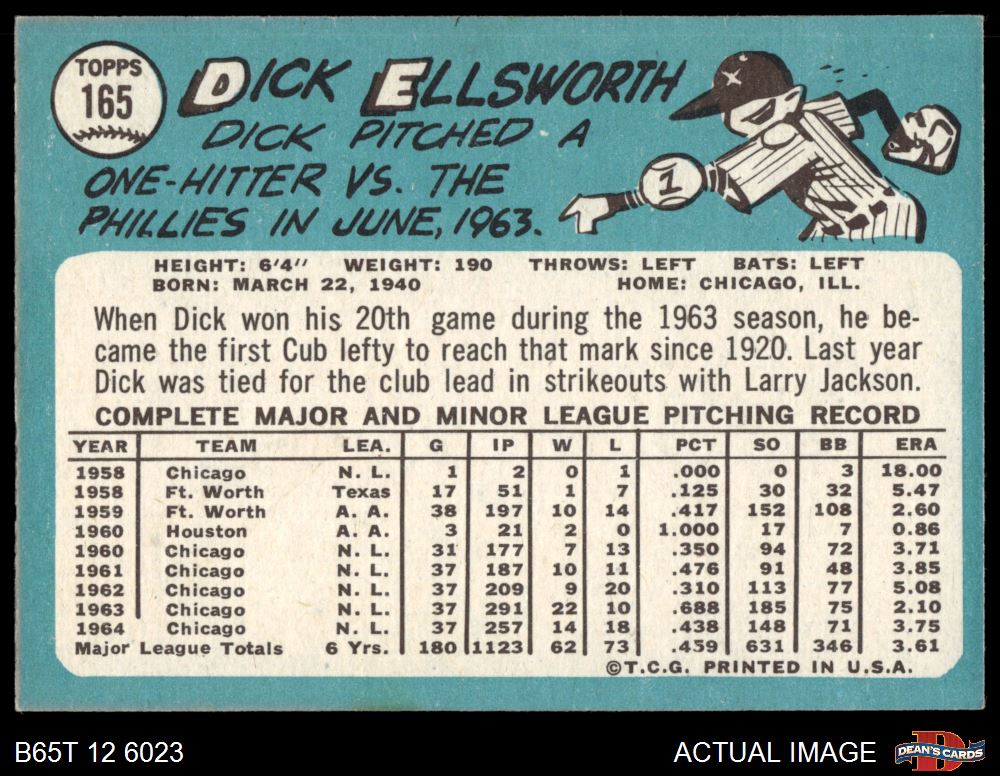 TOPPS
165
DICK ELLSWORTH
DICK PITCHED A
ONE-HITTER VS. THE
PHILLIES IN JUNE, 1963.
1
HEIGHT: 6'4" WEIGHT: 190 THROWS: LEFT BATS: LEFT
BORN: MARCH 22, 1940 HOME: CHICAGO, ILL.
When Dick won his 20th game during the 1963 season, he be-
came the first Cub lefty to reach that mark since 1920. Last year
Dick was tied for the club lead in strikeouts with Larry Jackson.
COMPLETE MAJOR AND MINOR LEAGUE PITCHING RECORD
YEAR TEAM LEA. G IP W L PCT SO BB ERA
1958 Chicago N. L. 1 2 0 1 .000 0 3 18.00
1958 Ft. Worth Texas 17 51 1 7 .125 30 32 5.47
1959 Ft. Worth A. A. 38 197 10 14 .417 152 108 2.60
1960 Houston A. A. 3 21 2 0 1.000 17 7 0.86
1960 Chicago N. L. 31 177 7 13 .350 94 72 3.71
1961 Chicago N. L. 37 187 10 11 .476 91 48 3.85
1962 Chicago N. L. 37 209 9 20 .310 113 77 5.08
1963 Chicago N. L. 37 291 22 10 .688 185 75 2.10
1964 Chicago N. L. 37 257 14 18 .438 148 71 3.75
Major League Totals 6 Yrs. 180 1123 62 73 .459 631 346 3.61
©T.C.G. PRINTED IN U.S.A.
B65T 12 6023 ACTUAL IMAGE
D
DEAN'S CARDS